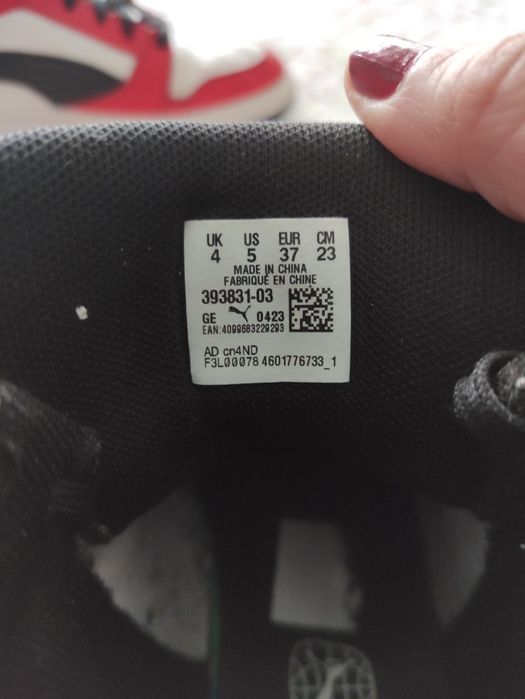 UK US EUR CM
4 5 37 23
MADE IN CHINA
FABRIQUÉ EN CHINE
393831-03
GE 0423
EAN:4099683229293
AD cn4ND
F3L00078 4601776733_1